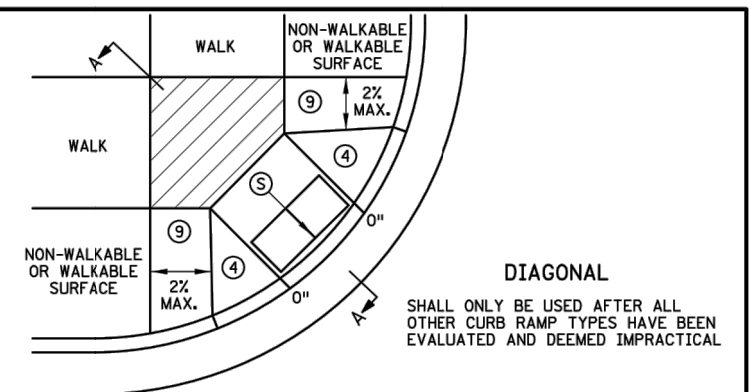 A
WALK
NON-WALKABLE
OR WALKABLE
SURFACE
9
2%
MAX.
WALK
4
S
0"
9
NON-WALKABLE
OR WALKABLE
SURFACE
4
2%
MAX.
0"
A
DIAGONAL
SHALL ONLY BE USED AFTER ALL
OTHER CURB RAMP TYPES HAVE BEEN
EVALUATED AND DEEMED IMPRACTICAL